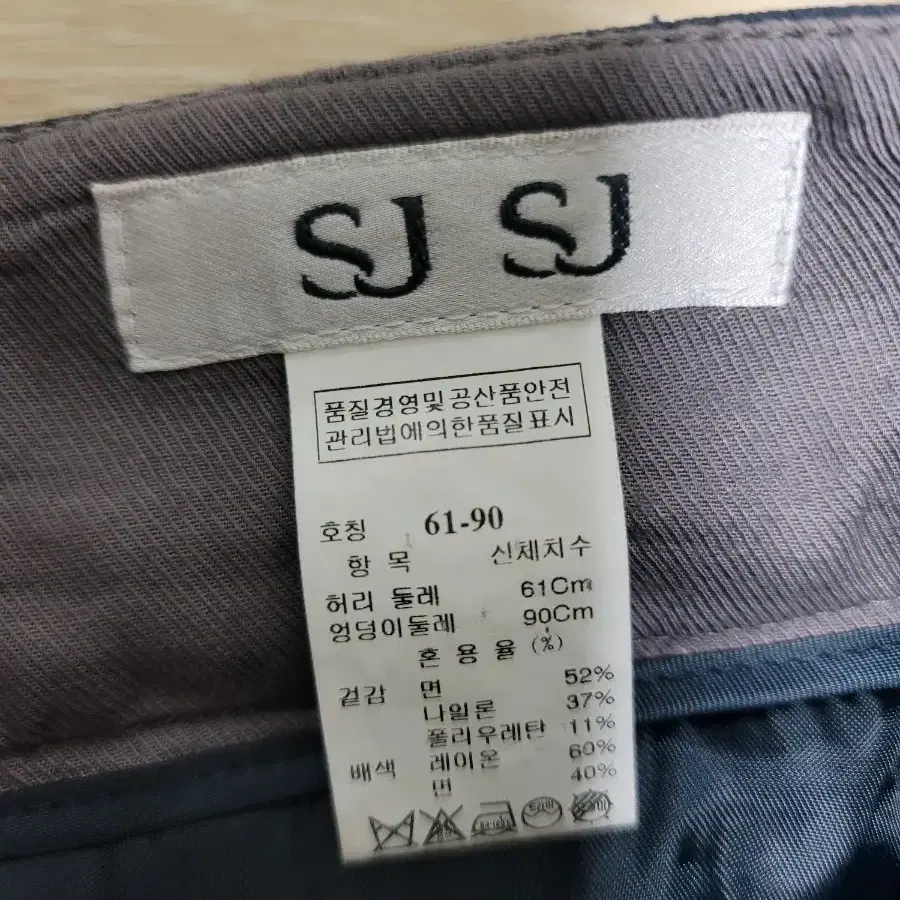 SJ SJ
품질경영및공산품안전
관리법에의한품질표시
호칭 61-90
항 목 신체치수
허리 둘레 61Cm
엉덩이둘레 90Cm
혼 용 율 (%)
겉감 면 52%
나일론 37%
폴리우레탄 11%
배색 레이온 60%
면 40%
드라이